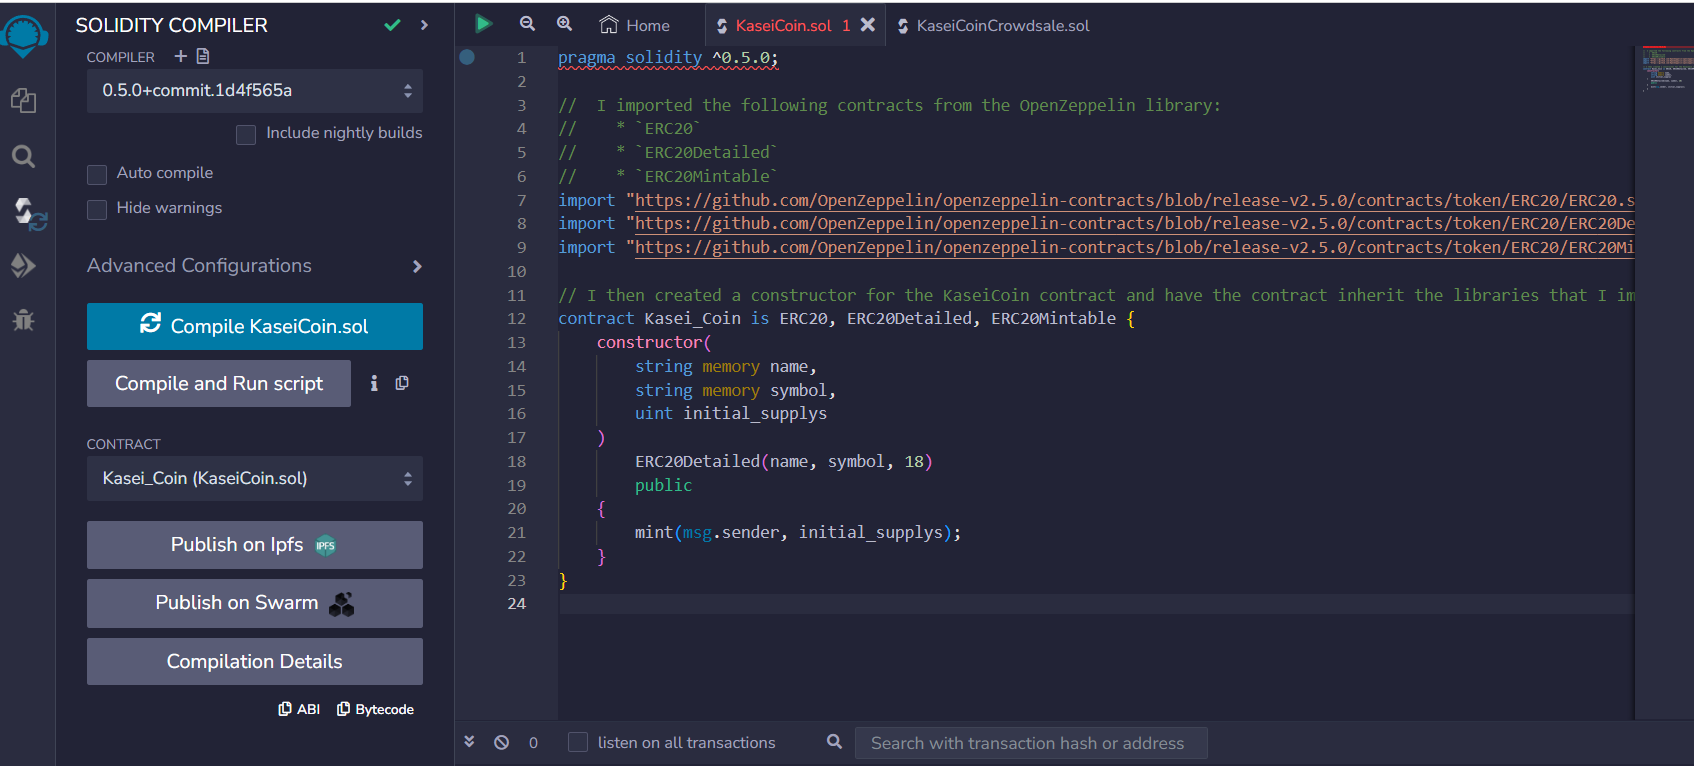 SOLIDITY COMPILER
COMPILER +
0.5.0+commit.1d4f565a
Include nightly builds
Auto compile
Hide warnings
Advanced Configurations
Compile KaseiCoin.sol
Compile and Run script
CONTRACT
Kasei_Coin (KaseiCoin.sol)
Publish on Ipfs IPFS
Publish on Swarm
Compilation Details
ABI Bytecode
Home KaseiCoin.sol 1 KaseiCoinCrowdsale.sol
1 pragma solidity ^0.5.0;
2
3 //  I imported the following contracts from the OpenZeppelin library:
4 //    * `ERC20`
5 //    * `ERC20Detailed`
6 //    * `ERC20Mintable`
7 import "https://github.com/OpenZeppelin/openzeppelin-contracts/blob/release-v2.5.0/contracts/token/ERC20/ERC20.s
8 import "https://github.com/OpenZeppelin/openzeppelin-contracts/blob/release-v2.5.0/contracts/token/ERC20/ERC20De
9 import "https://github.com/OpenZeppelin/openzeppelin-contracts/blob/release-v2.5.0/contracts/token/ERC20/ERC20Mi
10
11 // I then created a constructor for the KaseiCoin contract and have the contract inherit the libraries that I im
12 contract Kasei_Coin is ERC20, ERC20Detailed, ERC20Mintable {
13     constructor(
14         string memory name,
15         string memory symbol,
16         uint initial_supplys
17     )
18         ERC20Detailed(name, symbol, 18)
19         public
20     {
21         mint(msg.sender, initial_supplys);
22     }
23 }
24
0 listen on all transactions Search with transaction hash or address